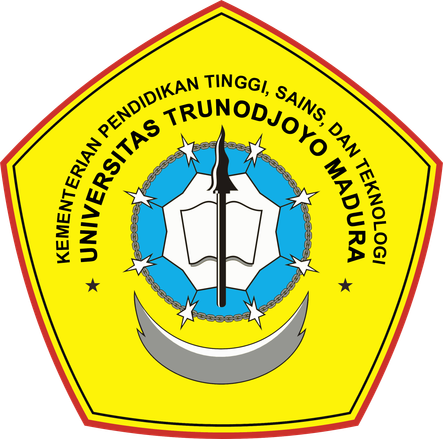 KEMENTERIAN PENDIDIKAN TINGGI, SAINS, DAN TEKNOLOGI
UNIVERSITAS TRUNODJOYO MADURA